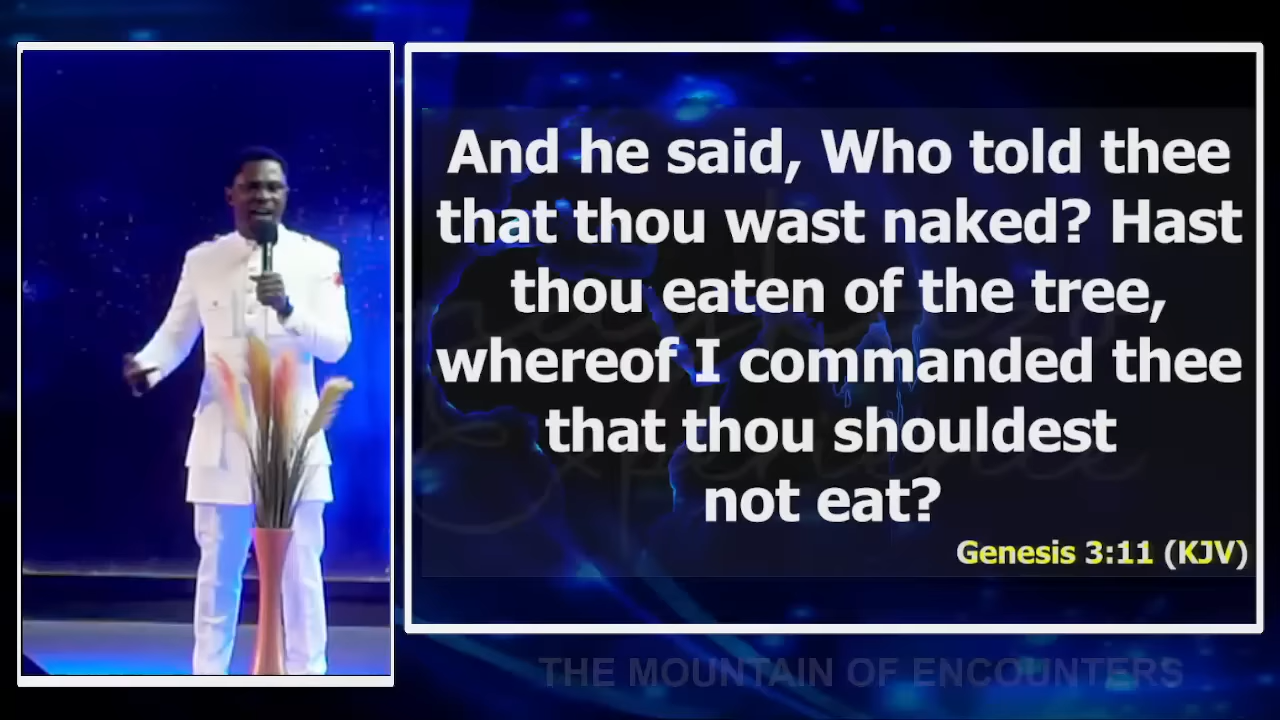 And he said, Who told thee
that thou wast naked? Hast
thou eaten of the tree,
whereof I commanded thee
that thou shouldest
not eat?
Genesis 3:11 (KJV)
THE MOUNTAIN OF ENCOUNTERS